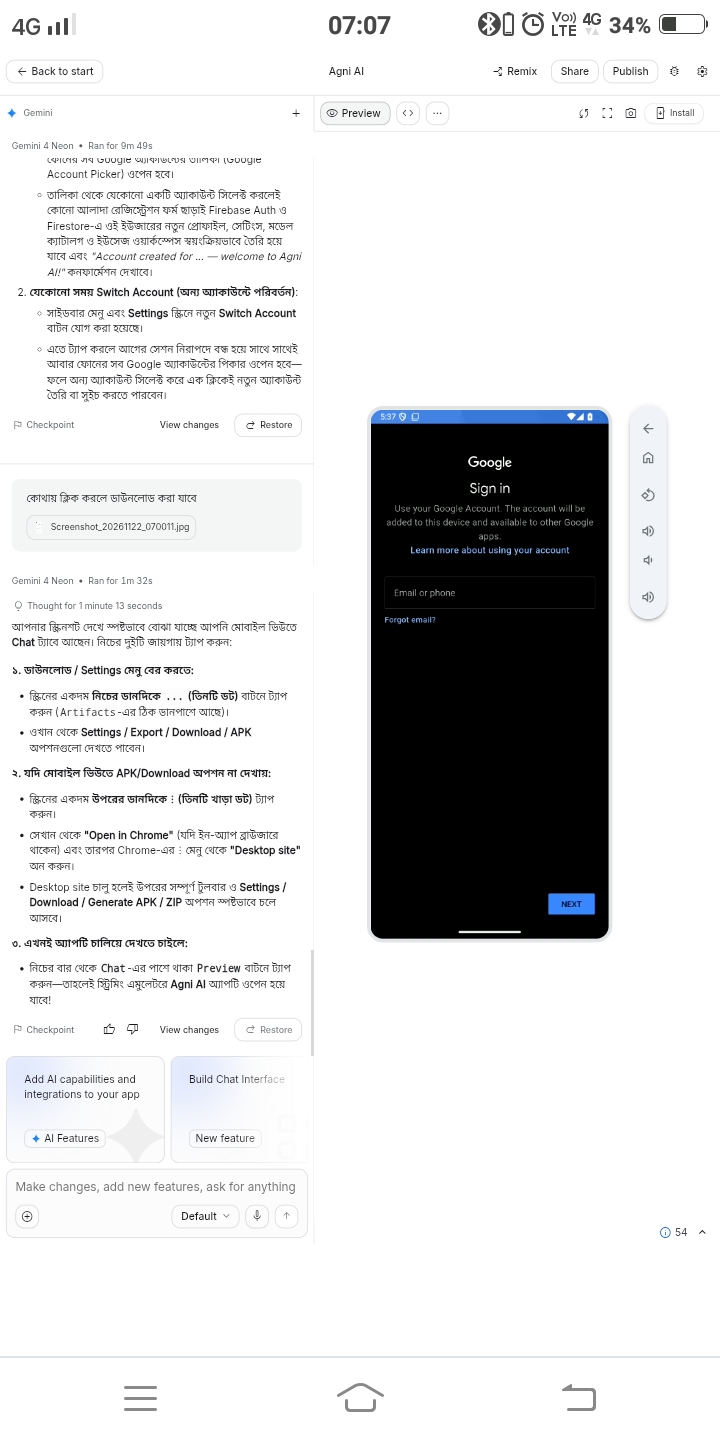 4G
07:07
Vo)) LTE
4G
34%
← Back to start
Agni AI
Remix
Share
Publish
Gemini
Preview
Install
Gemini 4 Neon • Ran for 9m 49s
ফোনের সব Google অ্যাকাউন্টের তালিকা (Google
Account Picker) ওপেন হবে।
তালিকা থেকে যেকোনো একটি অ্যাকাউন্ট সিলেক্ট করলেই
কোনো আলাদা রেজিস্ট্রেশন ফর্ম ছাড়াই Firebase Auth ও
Firestore-এ ওই ইউজারের নতুন প্রোফাইল, সেটিংস, মডেল
ক্যাটালগ ও ইউসেজ ওয়ার্কস্পেস স্বয়ংক্রিয়ভাবে তৈরি হয়ে
যাবে এবং "Account created for ... — welcome to Agni
AI!" কনফার্মেশন দেখাবে।
2. যেকোনো সময় Switch Account (অন্য অ্যাকাউন্টে পরিবর্তন):
সাইডবার মেনু এবং Settings স্ক্রিনে নতুন Switch Account
বাটন যোগ করা হয়েছে।
এতে ট্যাপ করলে আগের সেশন নিরাপদে বন্ধ হয়ে সাথে সাথেই
আবার ফোনের সব Google অ্যাকাউন্টের পিকার ওপেন হবে—
ফলে অন্য অ্যাকাউন্ট সিলেক্ট করে এক ক্লিকেই নতুন অ্যাকাউন্ট
তৈরি বা সুইচ করতে পারবেন।
Checkpoint
View changes
Restore
কোথায় ক্লিক করলে ডাউনলোড করা যাবে
Screenshot_20261122_070011.jpg
Gemini 4 Neon • Ran for 1m 32s
Thought for 1 minute 13 seconds
আপনার স্ক্রিনশট দেখে স্পষ্টভাবে বোঝা যাচ্ছে আপনি মোবাইল ভিউতে
Chat ট্যাবে আছেন। নিচের দুইটি জায়গায় ট্যাপ করুন:
১. ডাউনলোড / Settings মেনু বের করতে:
স্ক্রিনের একদম নিচের ডানদিকে ... (তিনটি ডট) বাটনে ট্যাপ
করুন (Artifacts-এর ঠিক ডানপাশে আছে)।
ওখান থেকে Settings / Export / Download / APK
অপশনগুলো দেখতে পাবেন।
২. যদি মোবাইল ভিউতে APK/Download অপশন না দেখায়:
স্ক্রিনের একদম উপরের ডানদিকে ⋮ (তিনটি খাড়া ডট) ট্যাপ
করুন।
সেখান থেকে "Open in Chrome" (যদি ইন-অ্যাপ ব্রাউজারে
থাকেন) এবং তারপর Chrome-এর ⋮ মেনু থেকে "Desktop site"
অন করুন।
Desktop site চালু হলেই উপরের সম্পূর্ণ টুলবার ও Settings /
Download / Generate APK / ZIP অপশন স্পষ্টভাবে চলে
আসবে।
৩. এখনই অ্যাপটি চালিয়ে দেখতে চাইলে:
নিচের বার থেকে Chat-এর পাশে থাকা Preview বাটনে ট্যাপ
করুন—তাহলেই স্ট্রিমিং এমুলেটরে Agni AI অ্যাপটি ওপেন হয়ে
যাবে!
Checkpoint
View changes
Restore
Add AI capabilities and
integrations to your app
AI Features
Build Chat Interface
New feature
Make changes, add new features, ask for anything
Default
5:37
Google
Sign in
Use your Google Account. The account will be
added to this device and available to other Google
apps.
Learn more about using your account
Email or phone
Forgot email?
NEXT
54